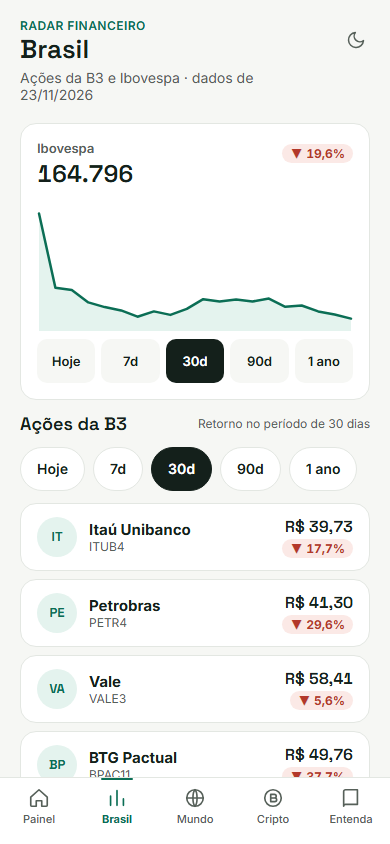 RADAR FINANCEIRO
Brasil
Ações da B3 e Ibovespa · dados de
23/11/2026
Ibovespa
▼ 19,6%
164.796
Hoje 7d 30d 90d 1 ano
Ações da B3 Retorno no período de 30 dias
Hoje 7d 30d 90d 1 ano
IT Itaú Unibanco R$ 39,73
ITUB4 ▼ 17,7%
PE Petrobras R$ 41,30
PETR4 ▼ 29,6%
VA Vale R$ 58,41
VALE3 ▼ 5,6%
BP BTG Pactual R$ 49,76
BPAC11 ▼ 37,7%
Painel Brasil Mundo Cripto Entenda